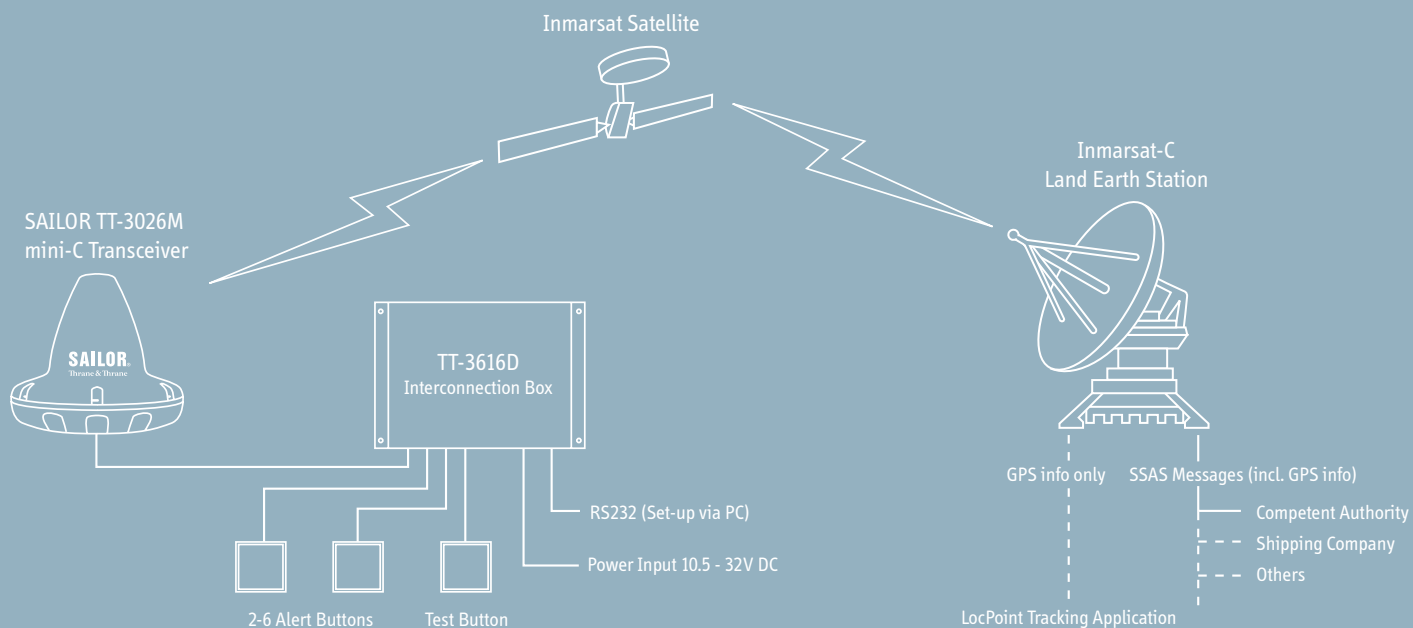 Inmarsat Satellite
Inmarsat-C
Land Earth Station
SAILOR TT-3026M
mini-C Transceiver
SAILOR®
Thrane & Thrane
TT-3616D
Interconnection Box
GPS info only
SSAS Messages (incl. GPS info)
RS232 (Set-up via PC)
Competent Authority
Shipping Company
Power Input 10.5 - 32V DC
Others
2-6 Alert Buttons
Test Button
LocPoint Tracking Application